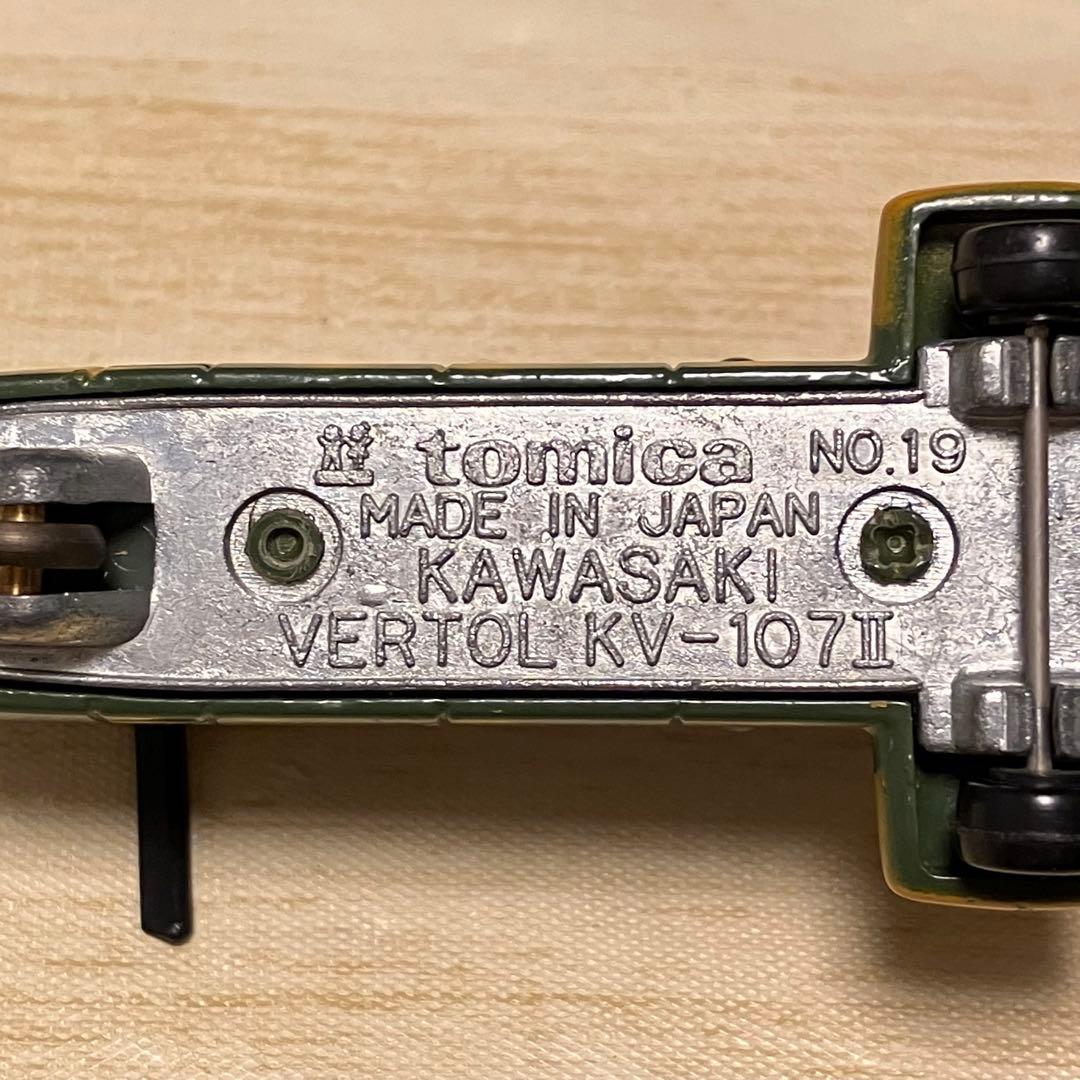 tomica NO.19
MADE IN JAPAN
KAWASAKI
VERTOL KV-107Ⅱ